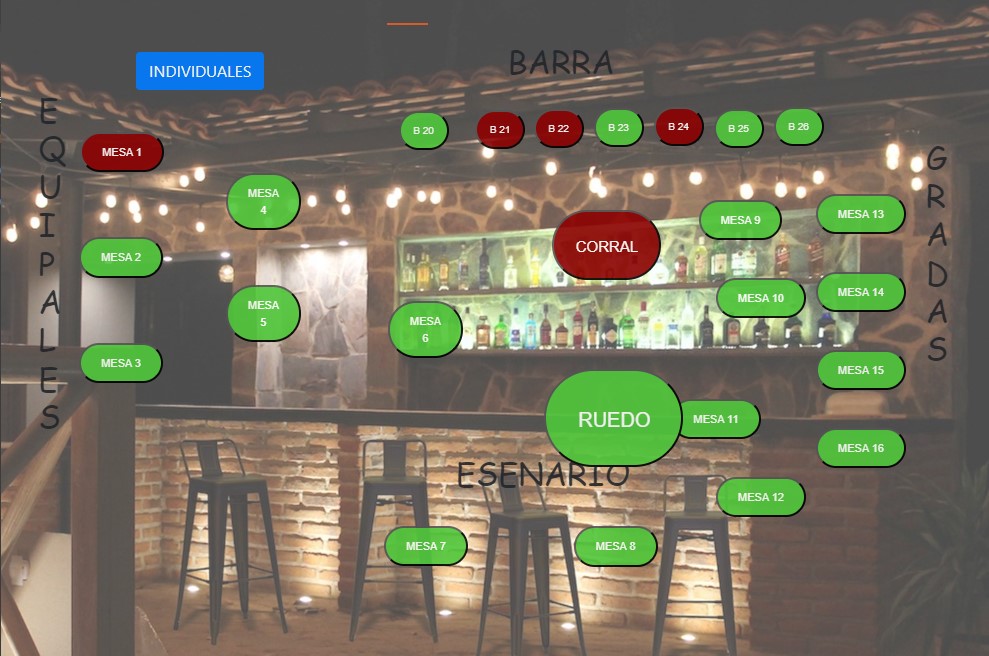 INDIVIDUALES
BARRA
EQUIPALES
B 20
B 21
B 22
B 23
B 24
B 25
B 26
MESA 1
MESA
4
MESA 2
MESA
5
MESA 3
MESA
6
CORRAL
MESA 9
MESA 13
MESA 10
MESA 14
GRADAS
MESA 15
RUEDO
MESA 11
MESA 16
ESENARIO
MESA 12
MESA 7
MESA 8